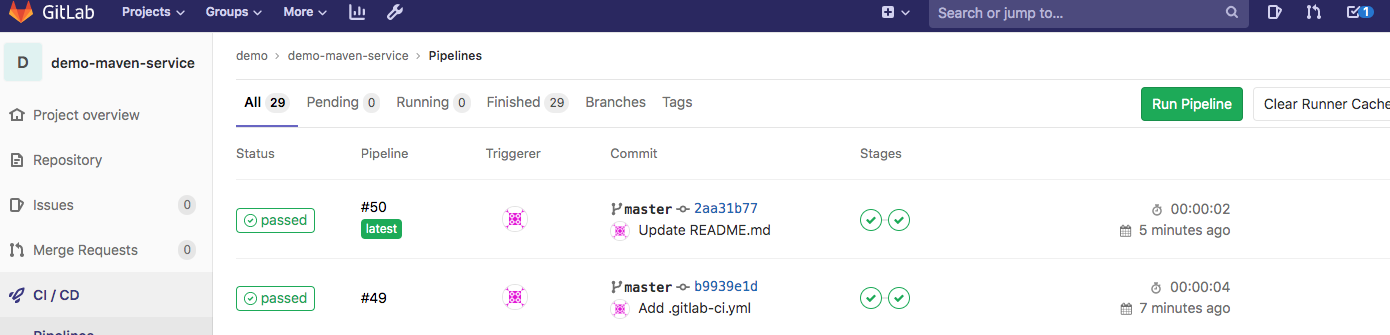 GitLab Projects Groups More Search or jump to... 1
D demo-maven-service
demo › demo-maven-service › Pipelines
All 29 Pending 0 Running 0 Finished 29 Branches Tags Run Pipeline Clear Runner Cache
Project overview
Repository
Issues 0
Merge Requests 0
CI / CD
Pipelines
Status Pipeline Triggerer Commit Stages
passed #50 latest master 2aa31b77 00:00:02
Update README.md 5 minutes ago
passed #49 master b9939e1d 00:00:04
Add .gitlab-ci.yml 7 minutes ago